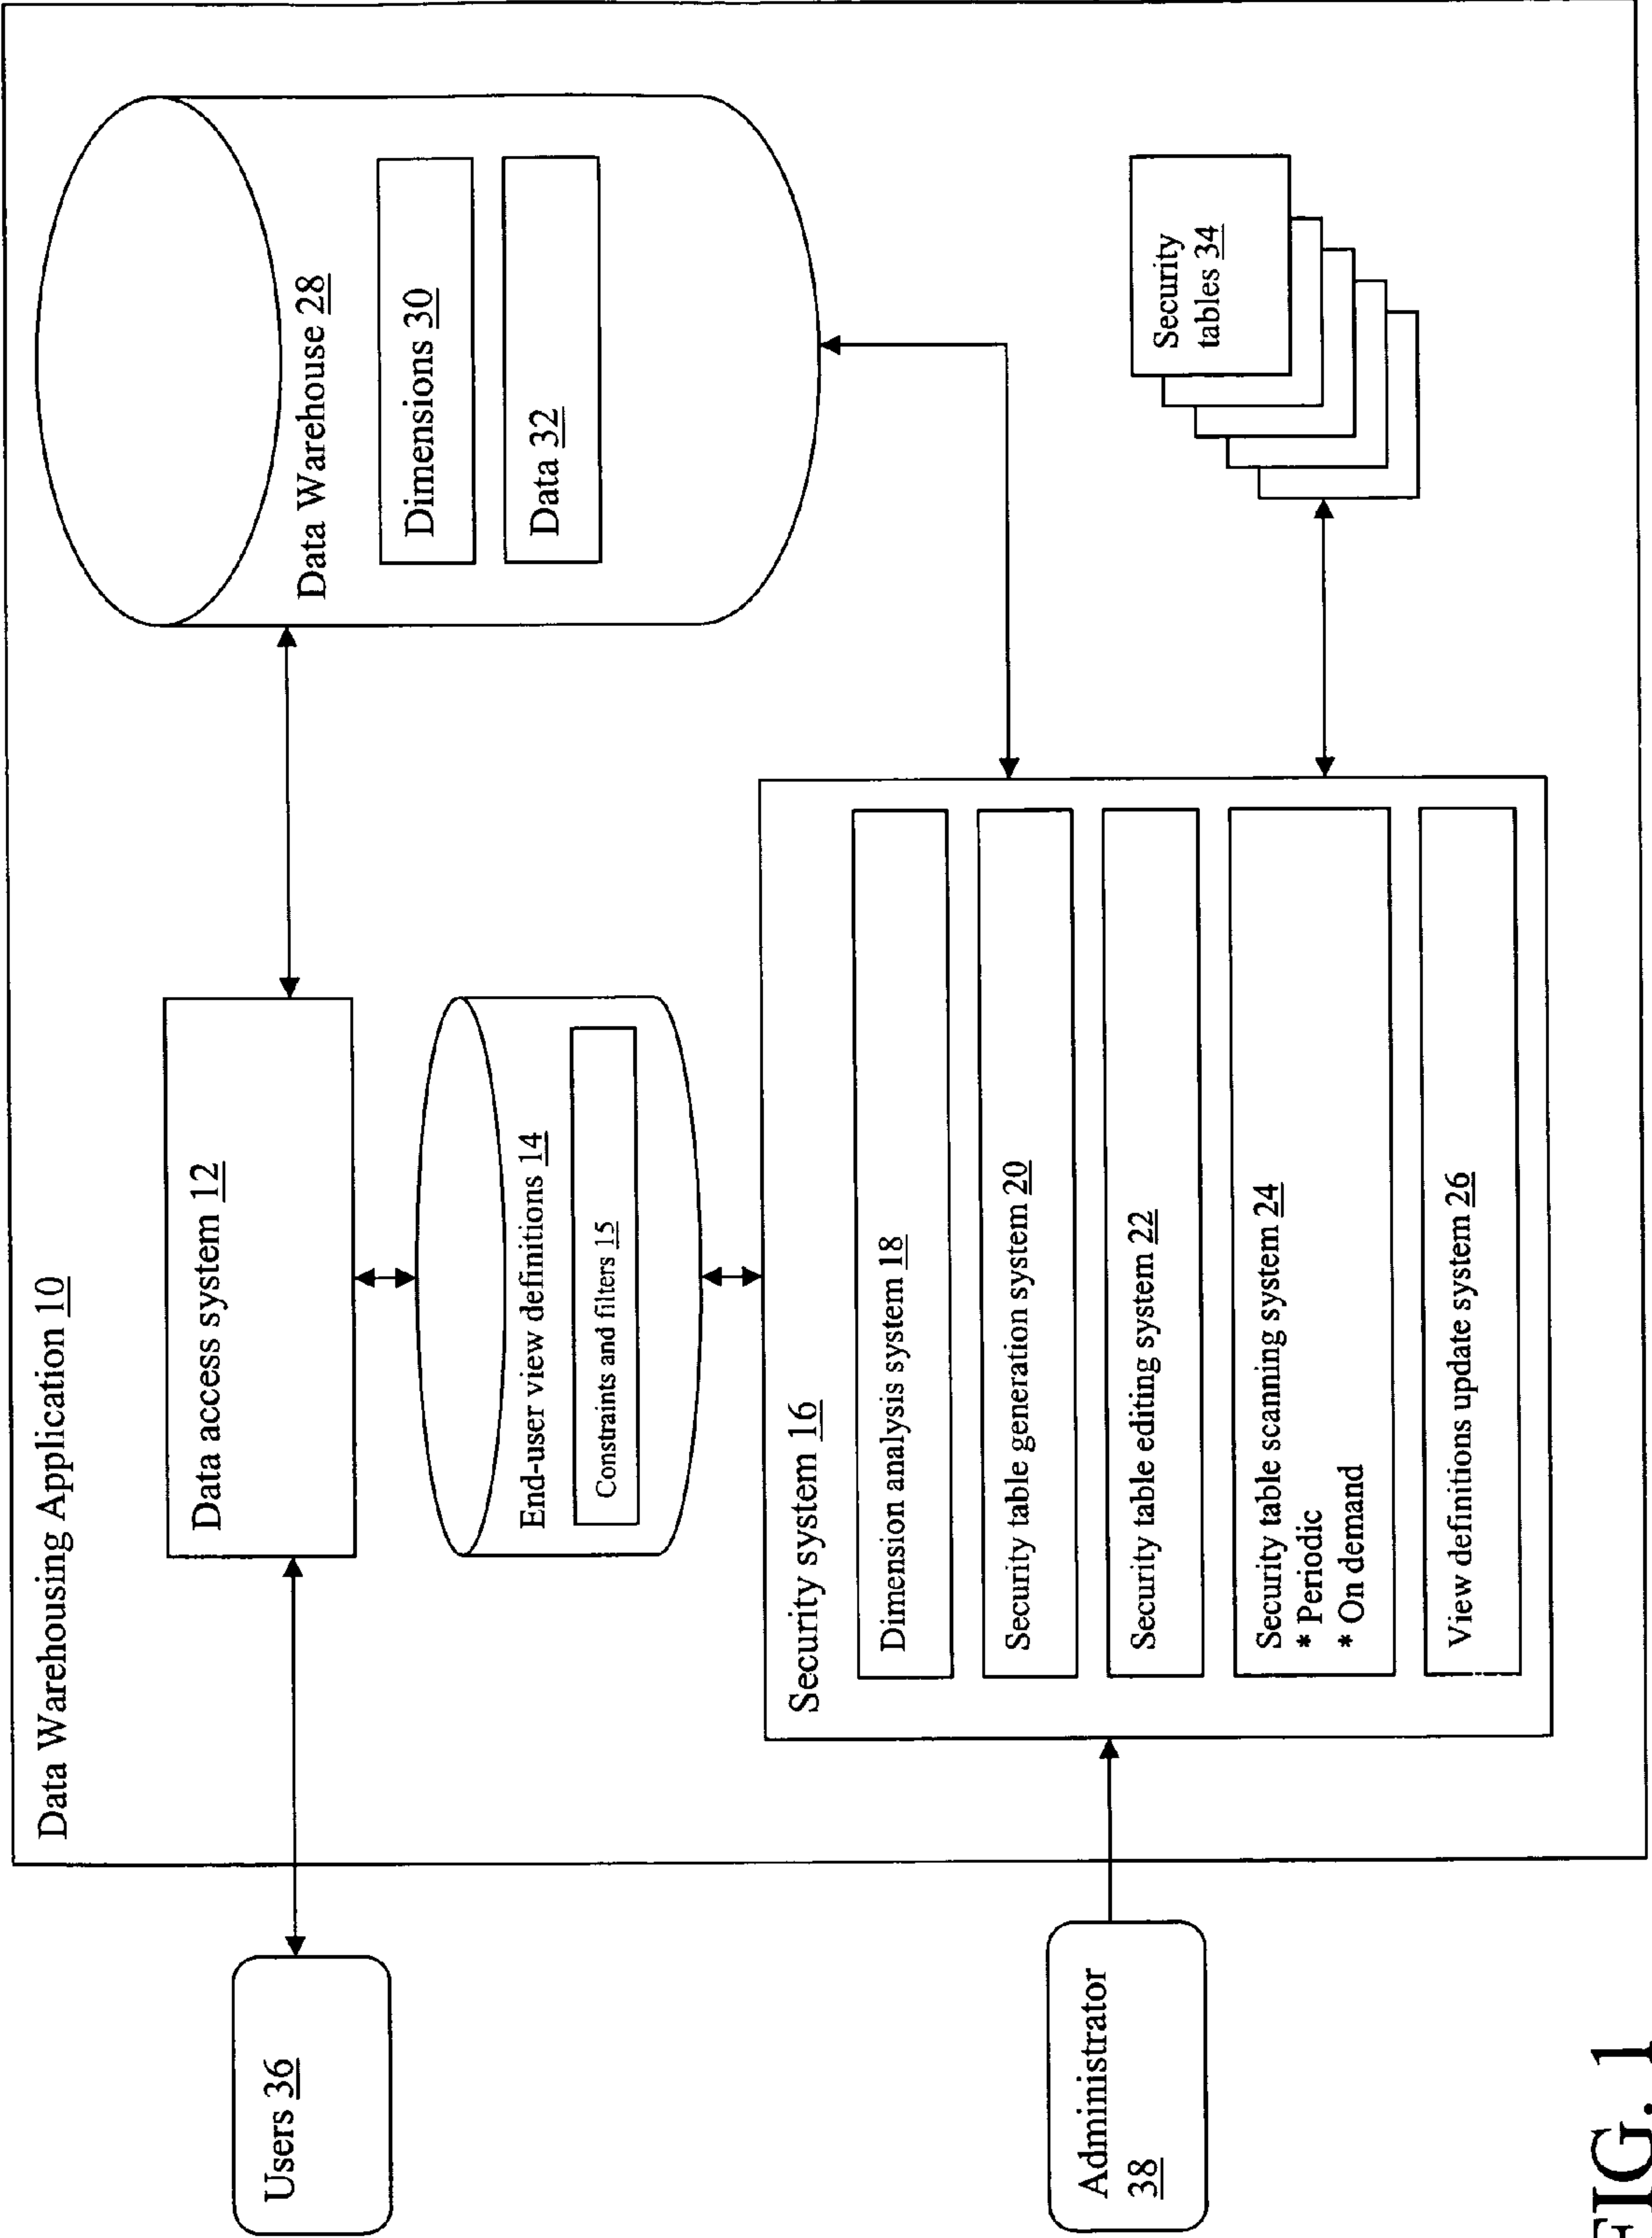 Data Warehousing Application 10
Users 36
Data access system 12
Data Warehouse 28
Dimensions 30
Data 32
End-user view definitions 14
Constraints and filters 15
Administrator
38
Security system 16
Dimension analysis system 18
Security table generation system 20
Security table editing system 22
Security table scanning system 24
* Periodic
* On demand
View definitions update system 26
Security
tables 34
FIG. 1